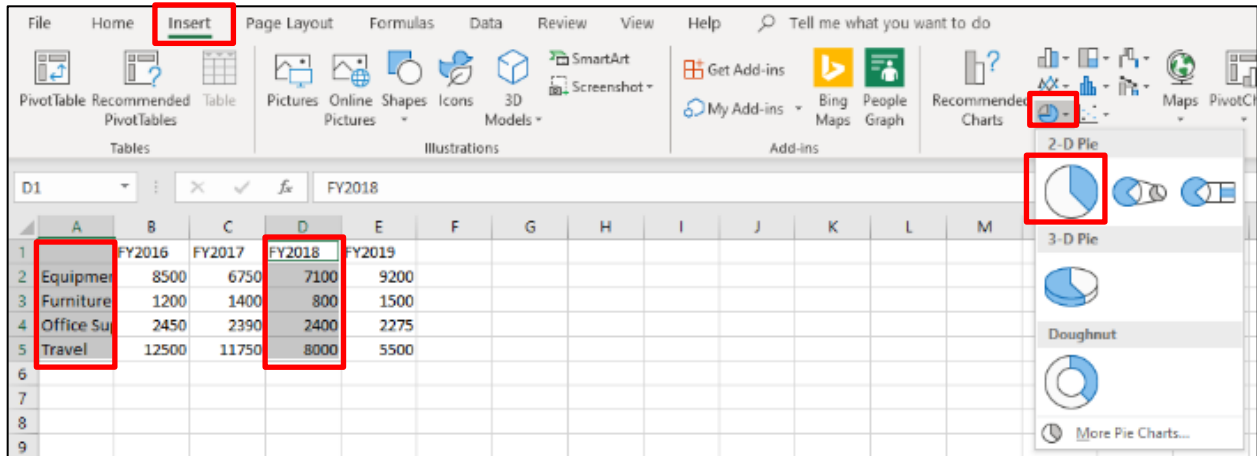 File Home Insert Page Layout Formulas Data Review View Help Tell me what you want to do
PivotTable Recommended PivotTables Table
Tables
Pictures Online Pictures Shapes Icons 3D Models SmartArt Screenshot
Illustrations
Get Add-ins My Add-ins Bing Maps People Graph
Add-ins
Recommended Charts Maps
2-D Pie
3-D Pie
Doughnut
More Pie Charts...
D1 fx FY2018
A B C D E F G H I J K L M
1 FY2016 FY2017 FY2018 FY2019
2 Equipmen 8500 6750 7100 9200
3 Furniture 1200 1400 800 1500
4 Office Su 2450 2390 2400 2275
5 Travel 12500 11750 8000 5500
6
7
8
9